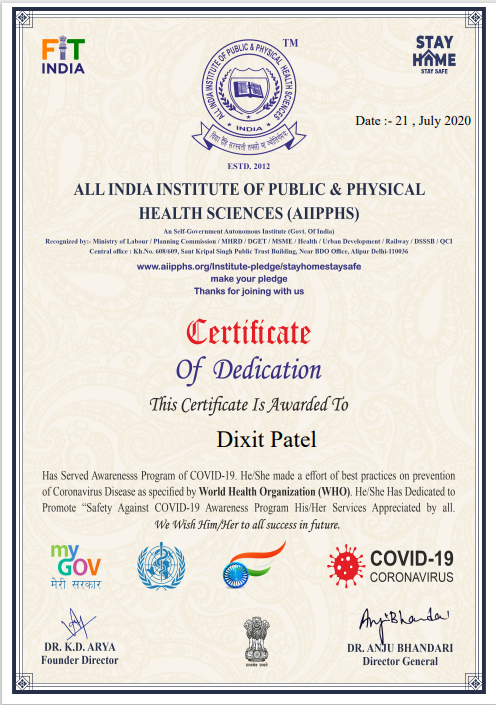 FiT
INDIA
STAY
HOME
STAY SAFE
TM
ALL INDIA INSTITUTE OF PUBLIC & PHYSICAL HEALTH SCIENCES
INDIA
Date :- 21 , July 2020
ESTD. 2012
ALL INDIA INSTITUTE OF PUBLIC & PHYSICAL
HEALTH SCIENCES (AIIPPHS)
An Self-Government Autonomous Institute (Govt. Of India)
Recognized by:- Ministry of Labour / Planning Commission / MHRD / DGET / MSME / Health / Urban Development / Railway / DSSSB / QCI
Central office : Kh.No. 608/609, Sant Kripal Singh Public Trust Building, Near BDO Office, Alipur Delhi-110036
www.aiipphs.org/Institute-pledge/stayhomestaysafe
make your pledge
Thanks for joining with us
Certificate
Of Dedication
This Certificate Is Awarded To
Dixit Patel
Has Served Awarenesss Program of COVID-19. He/She made a effort of best practices on prevention
of Coronavirus Disease as specified by World Health Organization (WHO). He/She Has Dedicated to
Promote “Safety Against COVID-19 Awareness Program His/Her Services Appreciated by all.
We Wish Him/Her to all success in future.
my
GOV
मेरी सरकार
COVID-19
CORONAVIRUS
AnjuBhandari
DR. K.D. ARYA
Founder Director
सत्यमेव जयते
DR. ANJU BHANDARI
Director General